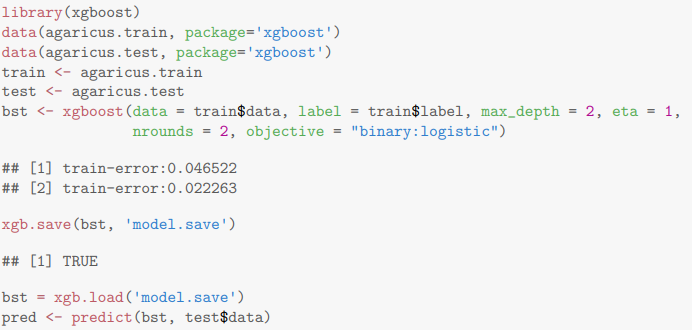 library(xgboost)
data(agaricus.train, package='xgboost')
data(agaricus.test, package='xgboost')
train <- agaricus.train
test <- agaricus.test
bst <- xgboost(data = train$data, label = train$label, max_depth = 2, eta = 1,
nrounds = 2, objective = "binary:logistic")
## [1] train-error:0.046522
## [2] train-error:0.022263
xgb.save(bst, 'model.save')
## [1] TRUE
bst = xgb.load('model.save')
pred <- predict(bst, test$data)